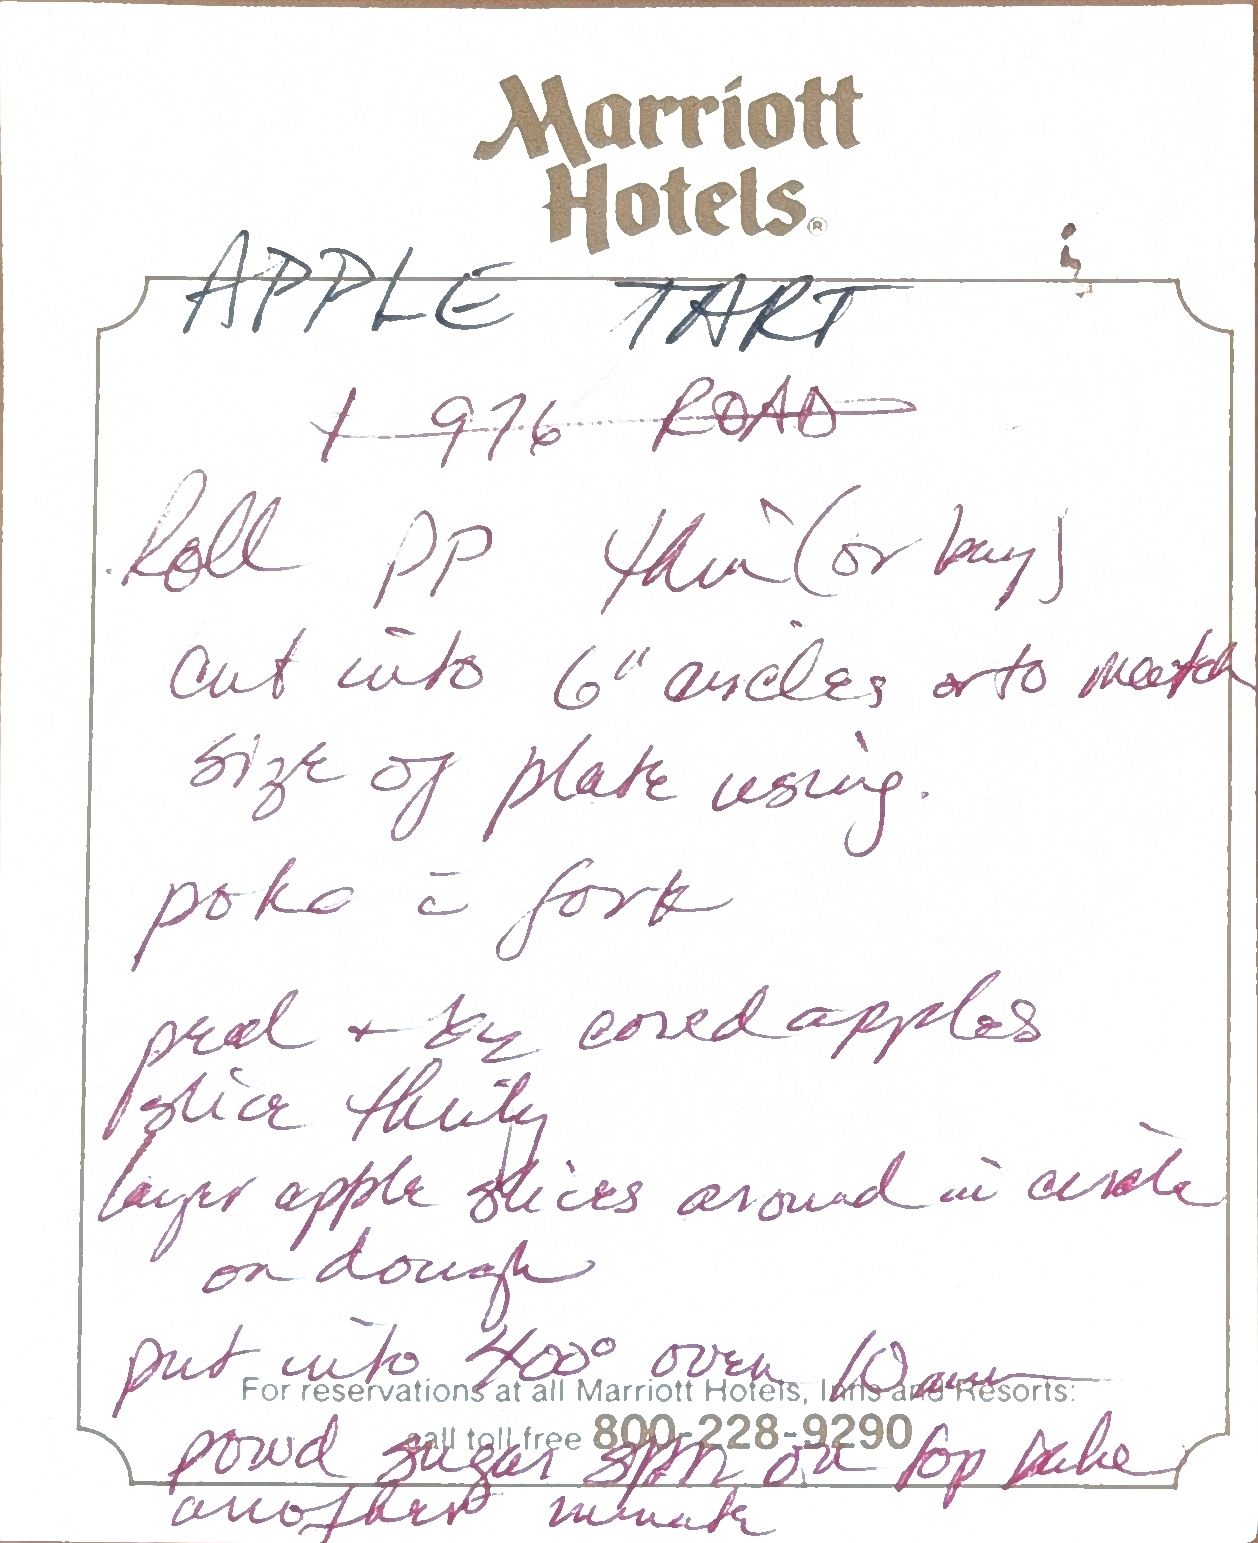 Marriott
Hotels®
APPLE TART
1-976 ROAD
Roll PP thin (or buy)
cut into 6" circles or to match
size of plate using.
poke c̄ fork
peel + cored apples
slice thinly
layer apple slices around in circle
on dough
put into 400° oven 10 min
For reservations at all Marriott Hotels, Inns and Resorts:
call toll free 800-228-9290
powd sugar on top bake
another minute